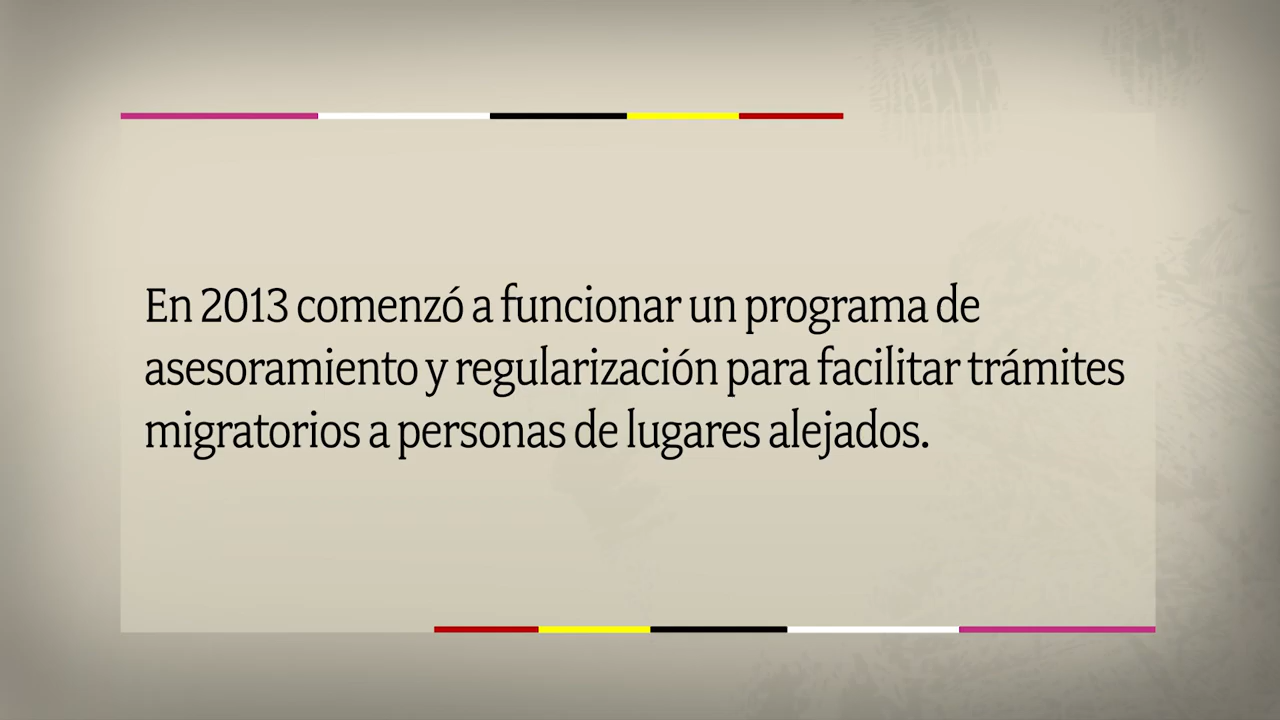 En 2013 comenzó a funcionar un programa de
asesoramiento y regularización para facilitar trámites
migratorios a personas de lugares alejados.